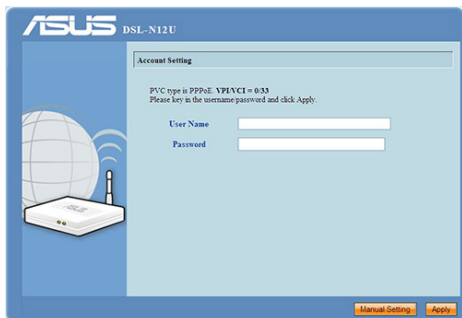 ASUS DSL-N12U
Account Setting
PVC type is PPPoE. VPI/VCI = 0/33
Please key in the username/password and click Apply.
User Name
Password
Manual Setting Apply